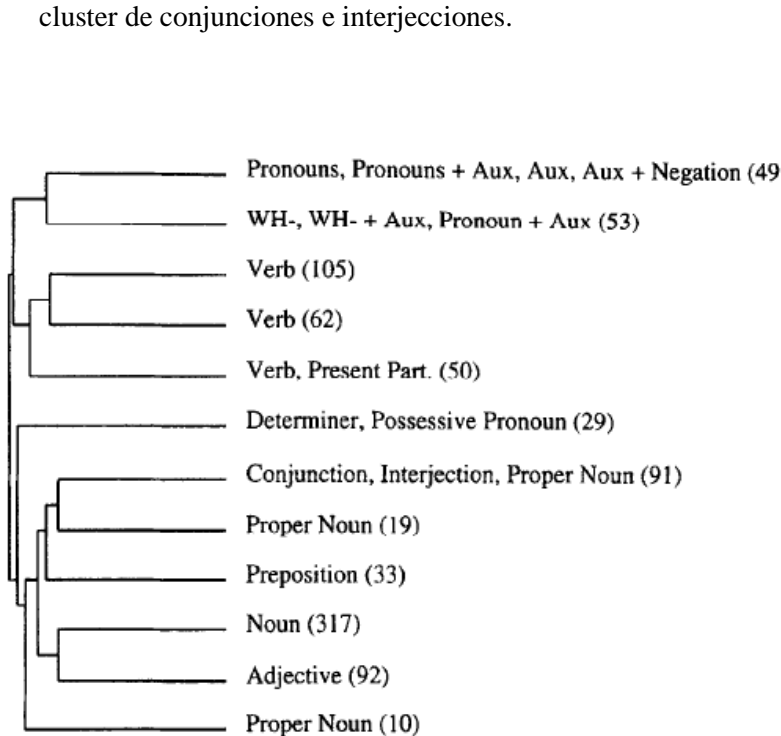 cluster de conjunciones e interjecciones.
Pronouns, Pronouns + Aux, Aux, Aux + Negation (49
WH-, WH- + Aux, Pronoun + Aux (53)
Verb (105)
Verb (62)
Verb, Present Part. (50)
Determiner, Possessive Pronoun (29)
Conjunction, Interjection, Proper Noun (91)
Proper Noun (19)
Preposition (33)
Noun (317)
Adjective (92)
Proper Noun (10)